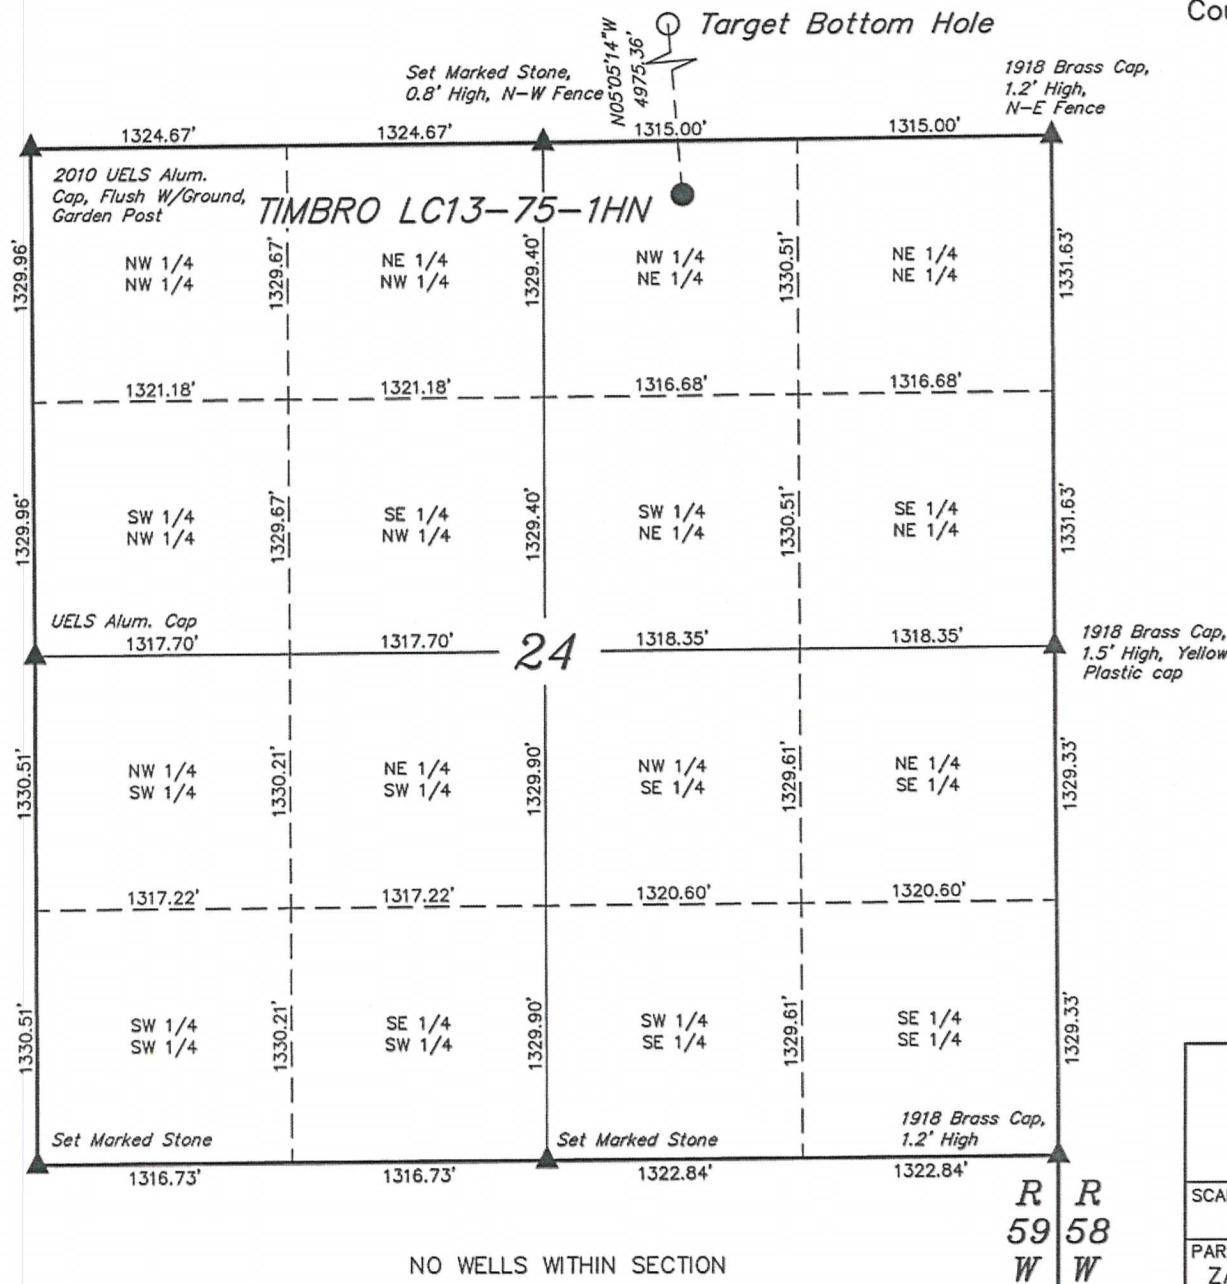 Target Bottom Hole
N05°05'14"W
4975.36'
Set Marked Stone,
0.8' High, N-W Fence
1918 Brass Cap,
1.2' High,
N-E Fence
1324.67'
1324.67'
1315.00'
1315.00'
2010 UELS Alum.
Cap, Flush W/Ground,
Garden Post
TIMBRO LC13-75-1HN
1329.96'
NW 1/4
NW 1/4
1329.67'
NE 1/4
NW 1/4
1329.40'
NW 1/4
NE 1/4
1330.51'
NE 1/4
NE 1/4
1331.63'
1321.18'
1321.18'
1316.68'
1316.68'
1329.96'
SW 1/4
NW 1/4
1329.67'
SE 1/4
NW 1/4
1329.40'
SW 1/4
NE 1/4
1330.51'
SE 1/4
NE 1/4
1331.63'
UELS Alum. Cap
1317.70'
1317.70'
24
1318.35'
1318.35'
1918 Brass Cap,
1.5' High, Yellow
Plastic cap
1330.51'
NW 1/4
SW 1/4
1330.21'
NE 1/4
SW 1/4
1329.90'
NW 1/4
SE 1/4
1329.61'
NE 1/4
SE 1/4
1329.33'
1317.22'
1317.22'
1320.60'
1320.60'
1330.51'
SW 1/4
SW 1/4
1330.21'
SE 1/4
SW 1/4
1329.90'
SW 1/4
SE 1/4
1329.61'
SE 1/4
SE 1/4
1329.33'
Set Marked Stone
Set Marked Stone
1918 Brass Cap,
1.2' High
1316.73'
1316.73'
1322.84'
1322.84'
R R
59 58
W W
NO WELLS WITHIN SECTION